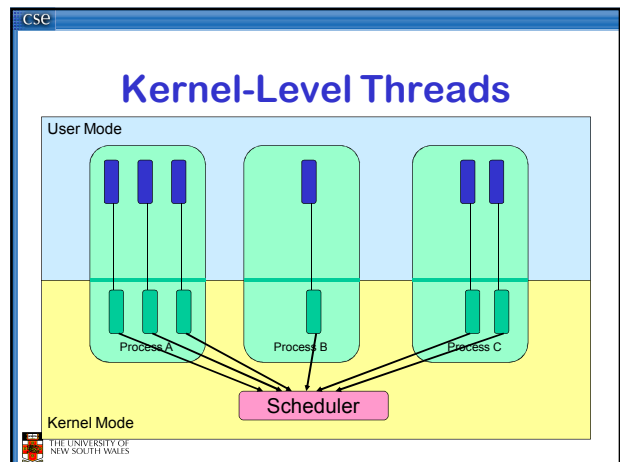 cse
Kernel-Level Threads
User Mode
Process A
Process B
Process C
Scheduler
Kernel Mode
THE UNIVERSITY OF
NEW SOUTH WALES